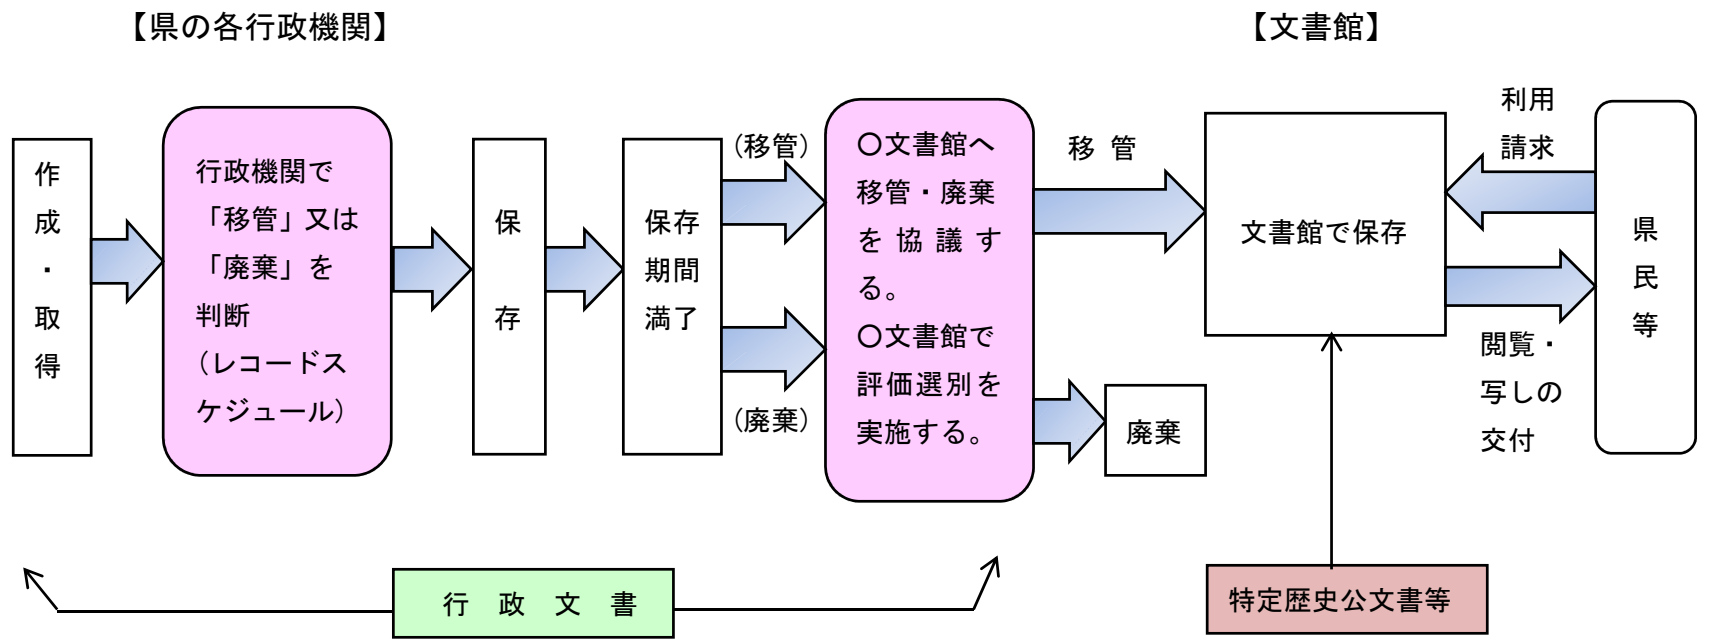 【県の各行政機関】
【文書館】
作成・取得
行政機関で
「移管」又は
「廃棄」を
判断
（レコードス
ケジュール）
保存
保存
期間
満了
（移管）
（廃棄）
〇文書館へ
移管・廃棄
を協議す
る。
〇文書館で
評価選別を
実施する。
移管
廃棄
文書館で保存
利用
請求
閲覧・
写しの
交付
県民等
行政文書
特定歴史公文書等